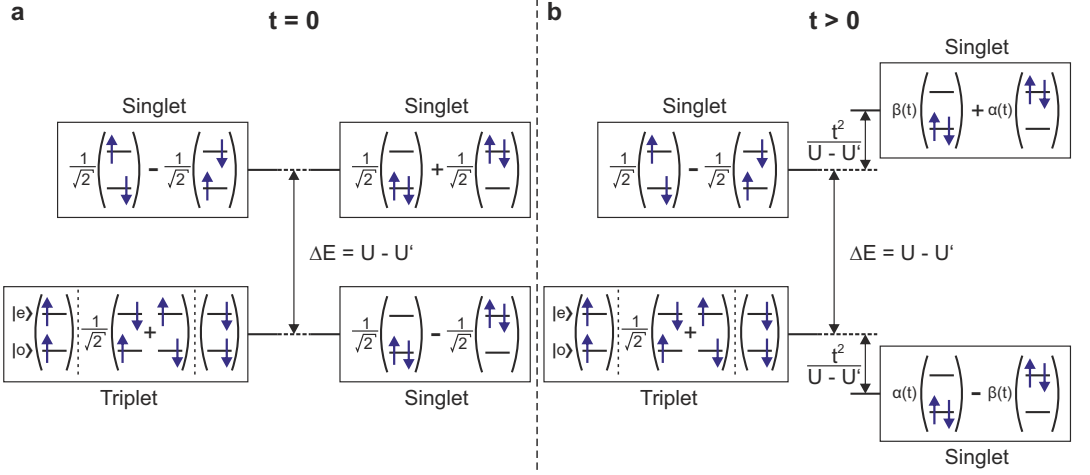 a
t = 0
Singlet
1/√2 - 1/√2
Singlet
1/√2 + 1/√2
ΔE = U - U‘
|e⟩
|o⟩
1/√2 +
Triplet
1/√2 - 1/√2
Singlet
b
t > 0
Singlet
β(t) + α(t)
Singlet
1/√2 - 1/√2
t²
U - U‘
ΔE = U - U‘
|e⟩
|o⟩
1/√2 +
Triplet
t²
U - U‘
α(t) - β(t)
Singlet